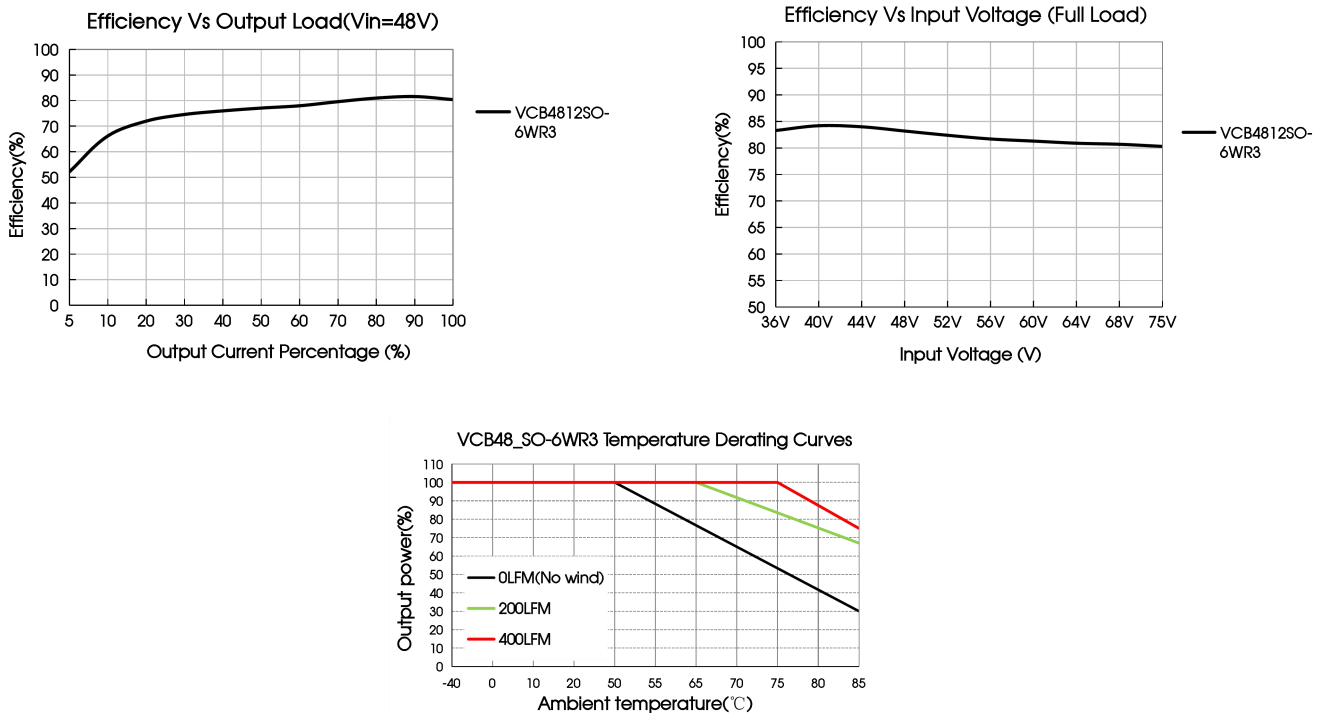 Efficiency Vs Output Load(Vin=48V)
100
90
80
70
60
50
40
30
20
10
0
5 10 20 30 40 50 60 70 80 90 100
Efficiency(%)
Output Current Percentage (%)
VCB4812SO-
6WR3
Efficiency Vs Input Voltage (Full Load)
100
95
90
85
80
75
70
65
60
55
50
36V 40V 44V 48V 52V 56V 60V 64V 68V 75V
Efficiency(%)
Input Voltage (V)
VCB4812SO-
6WR3
VCB48_SO-6WR3 Temperature Derating Curves
110
100
90
80
70
60
50
40
30
20
10
0
-40 0 10 20 50 55 65 70 75 80 85
Output power(%)
Ambient temperature(℃)
0LFM(No wind)
200LFM
400LFM